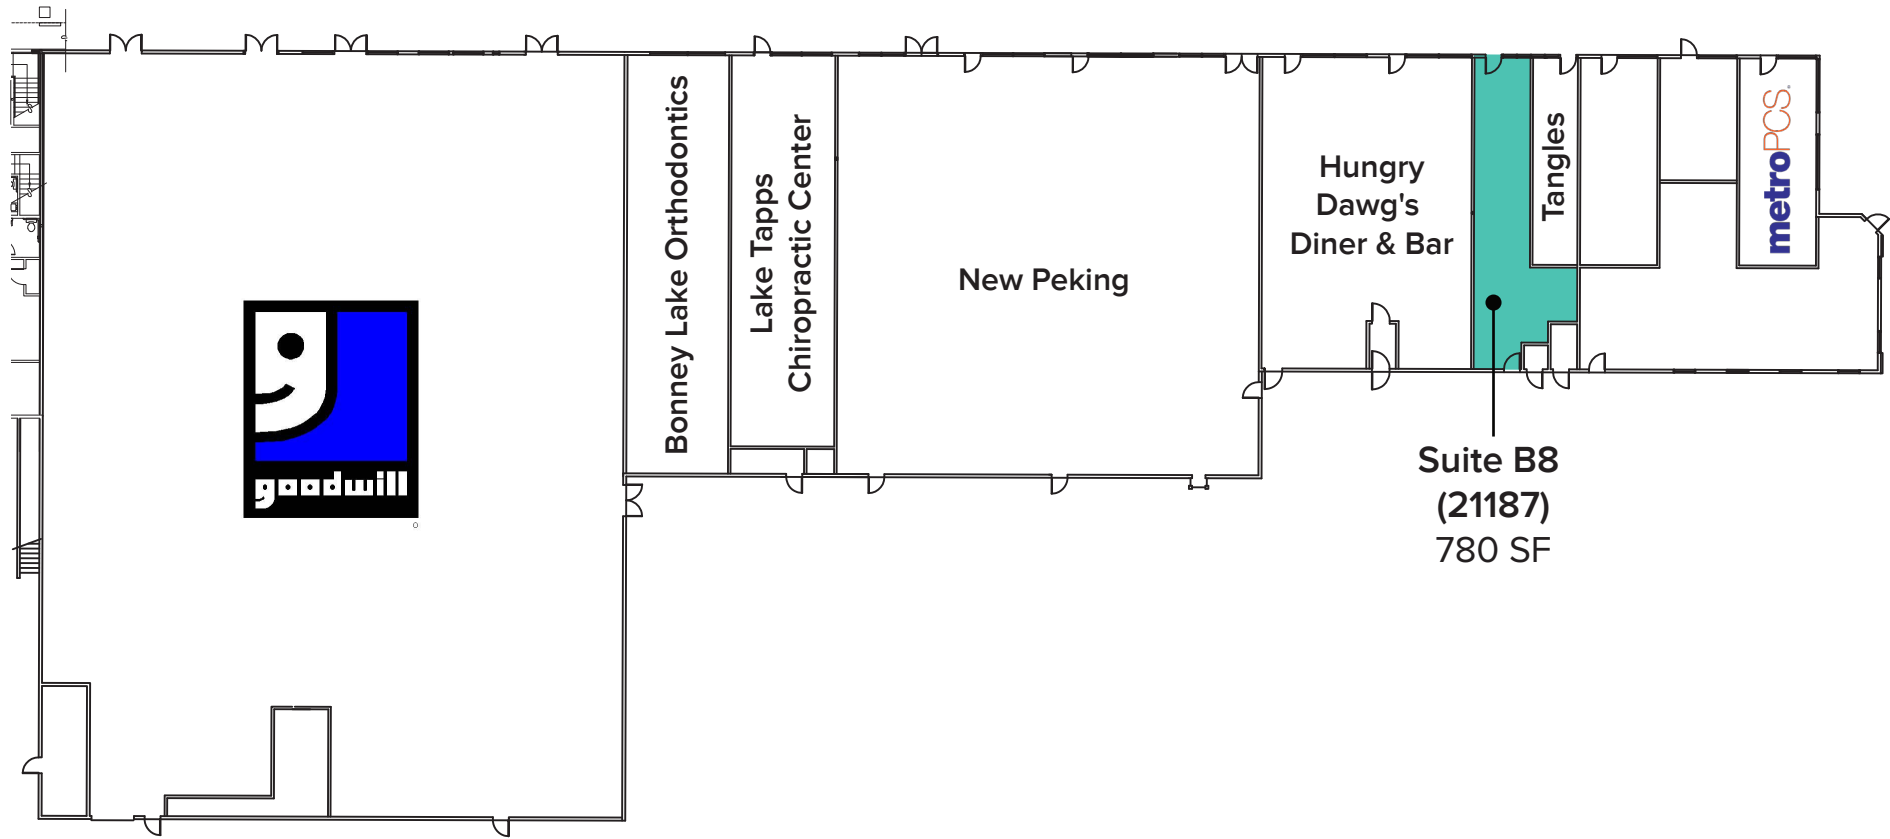 goodwill
Bonney Lake Orthodontics
Lake Tapps
Chiropractic Center
New Peking
Hungry
Dawg's
Diner & Bar
Tangles
metroPCS.
Suite B8
(21187)
780 SF